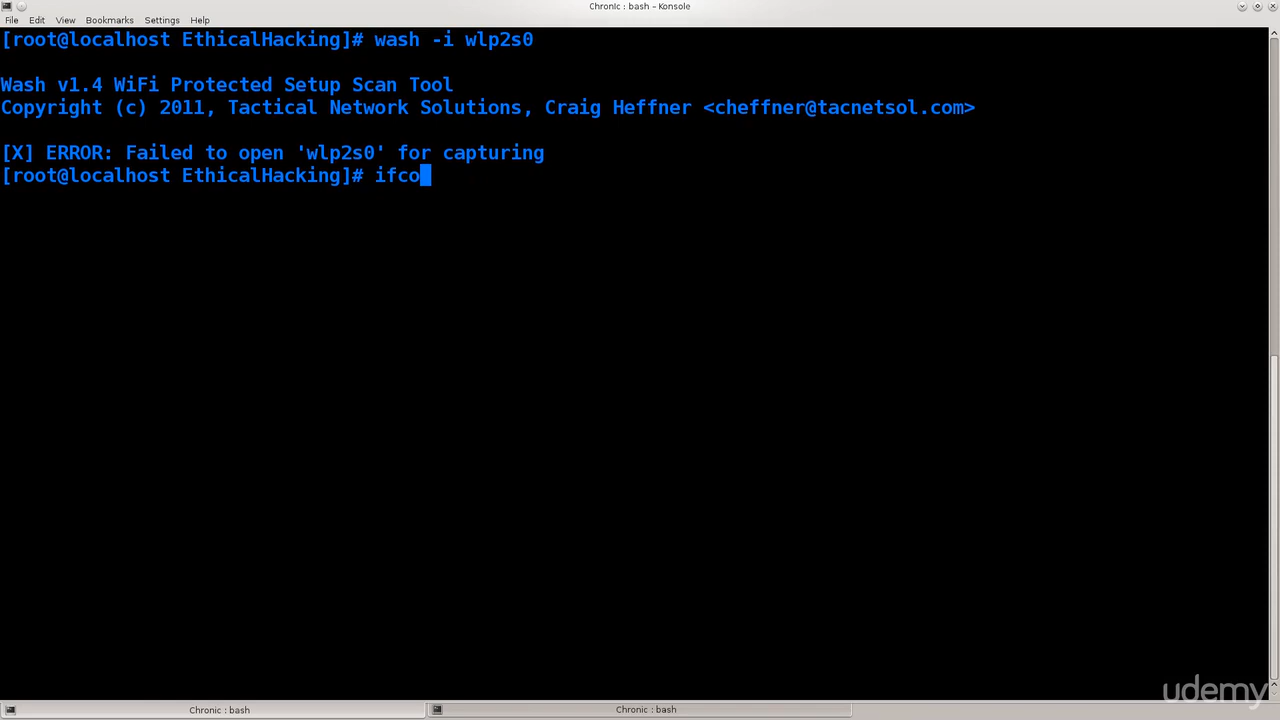 Chronic : bash – Konsole
File Edit View Bookmarks Settings Help
[root@localhost EthicalHacking]# wash -i wlp2s0
Wash v1.4 WiFi Protected Setup Scan Tool
Copyright (c) 2011, Tactical Network Solutions, Craig Heffner <cheffner@tacnetsol.com>
[X] ERROR: Failed to open 'wlp2s0' for capturing
[root@localhost EthicalHacking]# ifco
udemy
Chronic : bash Chronic : bash